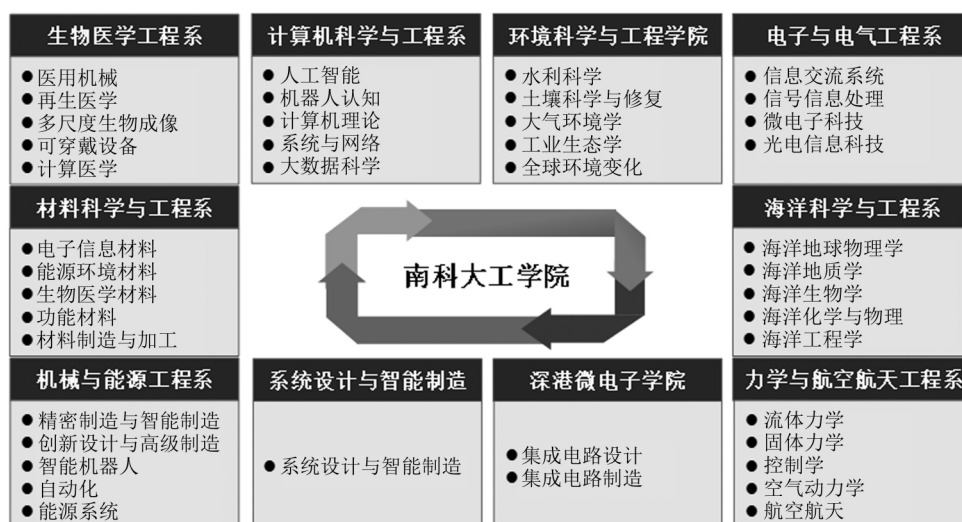 生物医学工程系
医用机械
再生医学
多尺度生物成像
可穿戴设备
计算医学
计算机科学与工程系
人工智能
机器人认知
计算机理论
系统与网络
大数据科学
环境科学与工程学院
水利科学
土壤科学与修复
大气环境学
工业生态学
全球环境变化
电子与电气工程系
信息交流系统
信号信息处理
微电子科技
光电信息科技
材料科学与工程系
电子信息材料
能源环境材料
生物医学材料
功能材料
材料制造与加工
南科大工学院
海洋科学与工程系
海洋地球物理学
海洋地质学
海洋生物学
海洋化学与物理
海洋工程学
机械与能源工程系
精密制造与智能制造
创新设计与高级制造
智能机器人
自动化
能源系统
系统设计与智能制造
系统设计与智能制造
深港微电子学院
集成电路设计
集成电路制造
力学与航空航天工程系
流体力学
固体力学
控制学
空气动力学
航空航天